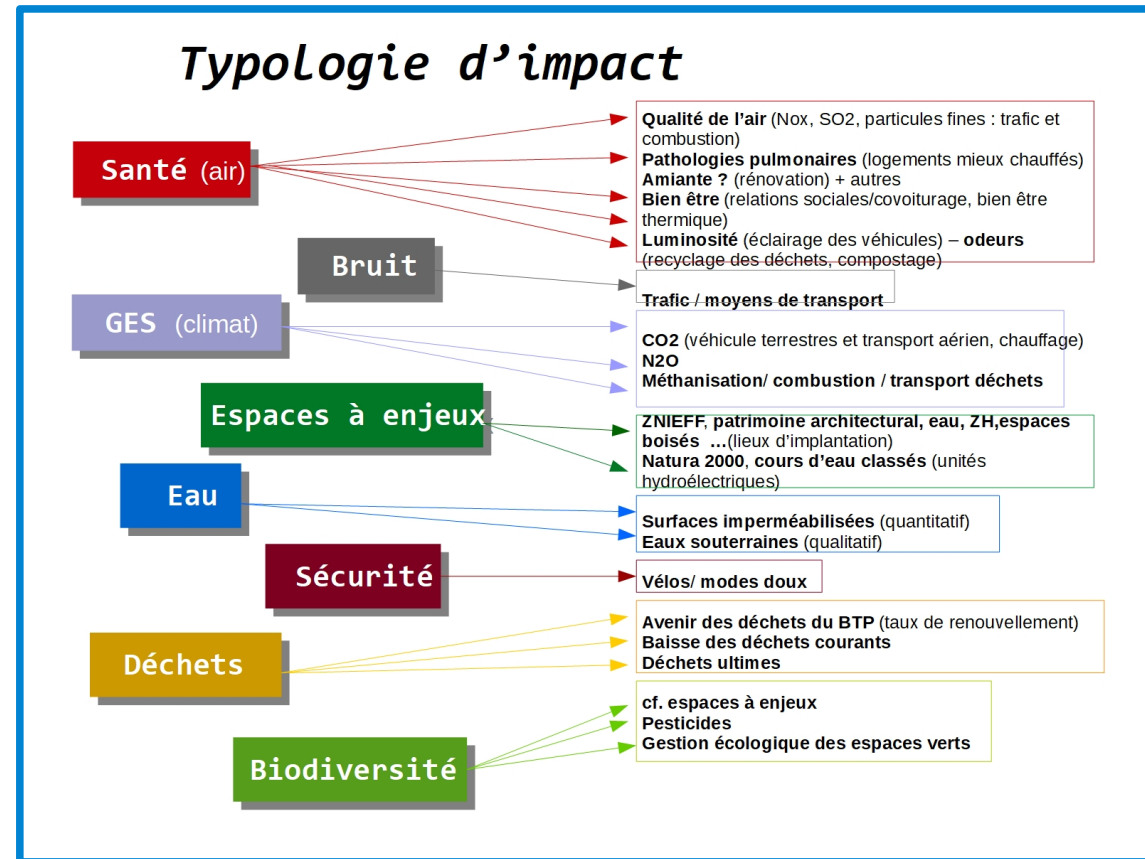 Typologie d’impact
Santé (air)
Qualité de l’air (Nox, SO2, particules fines : trafic et
combustion)
Pathologies pulmonaires (logements mieux chauffés)
Amiante ? (rénovation) + autres
Bien être (relations sociales/covoiturage, bien être
thermique)
Luminosité (éclairage des véhicules) – odeurs
(recyclage des déchets, compostage)
Bruit
Trafic / moyens de transport
GES (climat)
CO2 (véhicule terrestres et transport aérien, chauffage)
N2O
Méthanisation/ combustion / transport déchets
Espaces à enjeux
ZNIEFF, patrimoine architectural, eau, ZH,espaces
boisés …(lieux d’implantation)
Natura 2000, cours d’eau classés (unités
hydroélectriques)
Eau
Surfaces imperméabilisées (quantitatif)
Eaux souterraines (qualitatif)
Sécurité
Vélos/ modes doux
Déchets
Avenir des déchets du BTP (taux de renouvellement)
Baisse des déchets courants
Déchets ultimes
Biodiversité
cf. espaces à enjeux
Pesticides
Gestion écologique des espaces verts